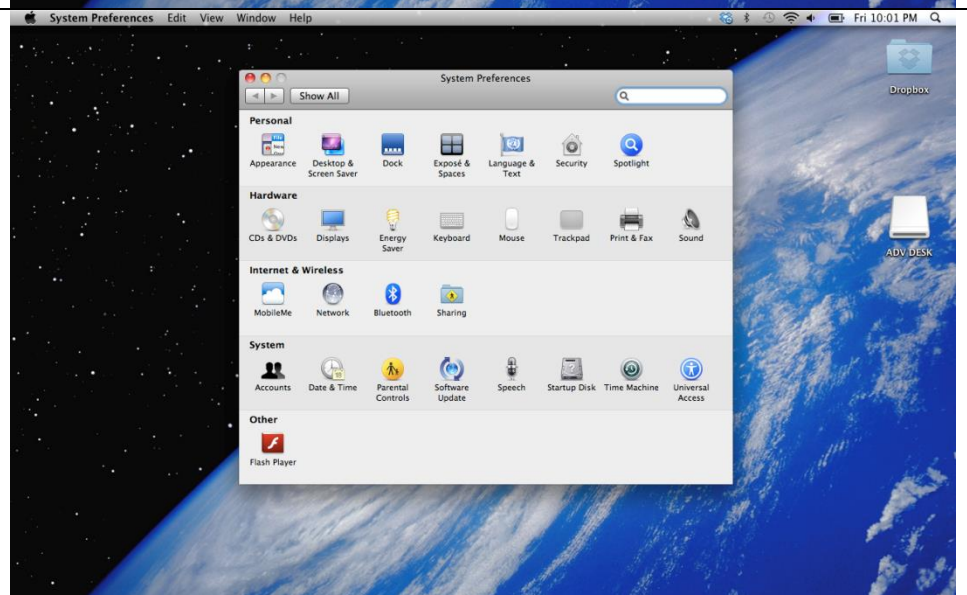 System Preferences Edit View Window Help Fri 10:01 PM
System Preferences
Show All
Personal
Appearance Desktop & Screen Saver Dock Exposé & Spaces Language & Text Security Spotlight
Hardware
CDs & DVDs Displays Energy Saver Keyboard Mouse Trackpad Print & Fax Sound
Internet & Wireless
MobileMe Network Bluetooth Sharing
System
Accounts Date & Time Parental Controls Software Update Speech Startup Disk Time Machine Universal Access
Other
Flash Player
Dropbox
ADV DESK